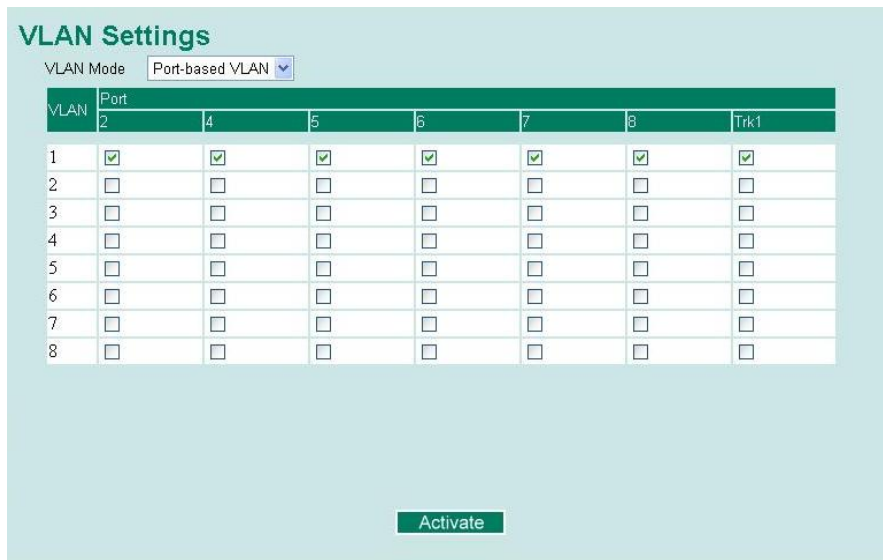 VLAN Settings
VLAN Mode Port-based VLAN
VLAN Port
2 4 5 6 7 8 Trk1
1
2
3
4
5
6
7
8
Activate